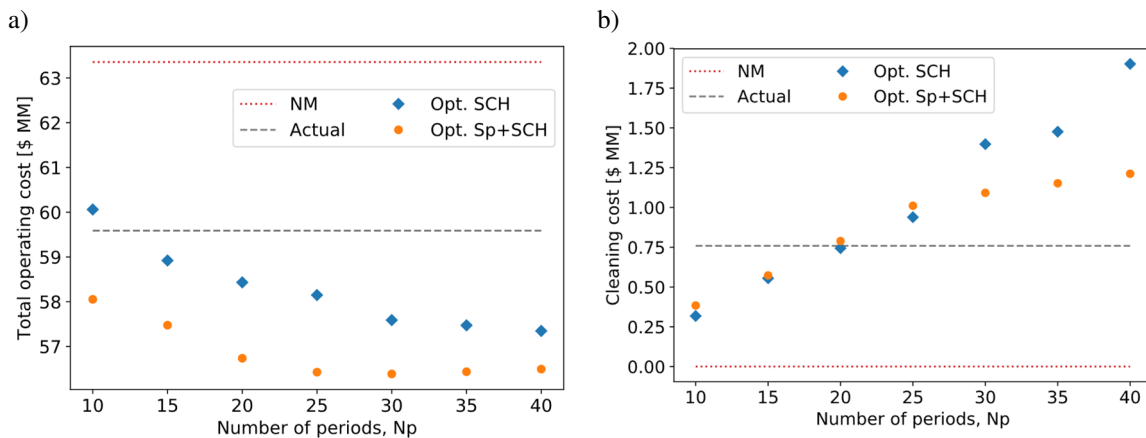 a)
Total operating cost [$ MM]
63
62
61
60
59
58
57
NM
Actual
Opt. SCH
Opt. Sp+SCH
10 15 20 25 30 35 40
Number of periods, Np
b)
Cleaning cost [$ MM]
2.00
1.75
1.50
1.25
1.00
0.75
0.50
0.25
0.00
NM
Actual
Opt. SCH
Opt. Sp+SCH
10 15 20 25 30 35 40
Number of periods, Np